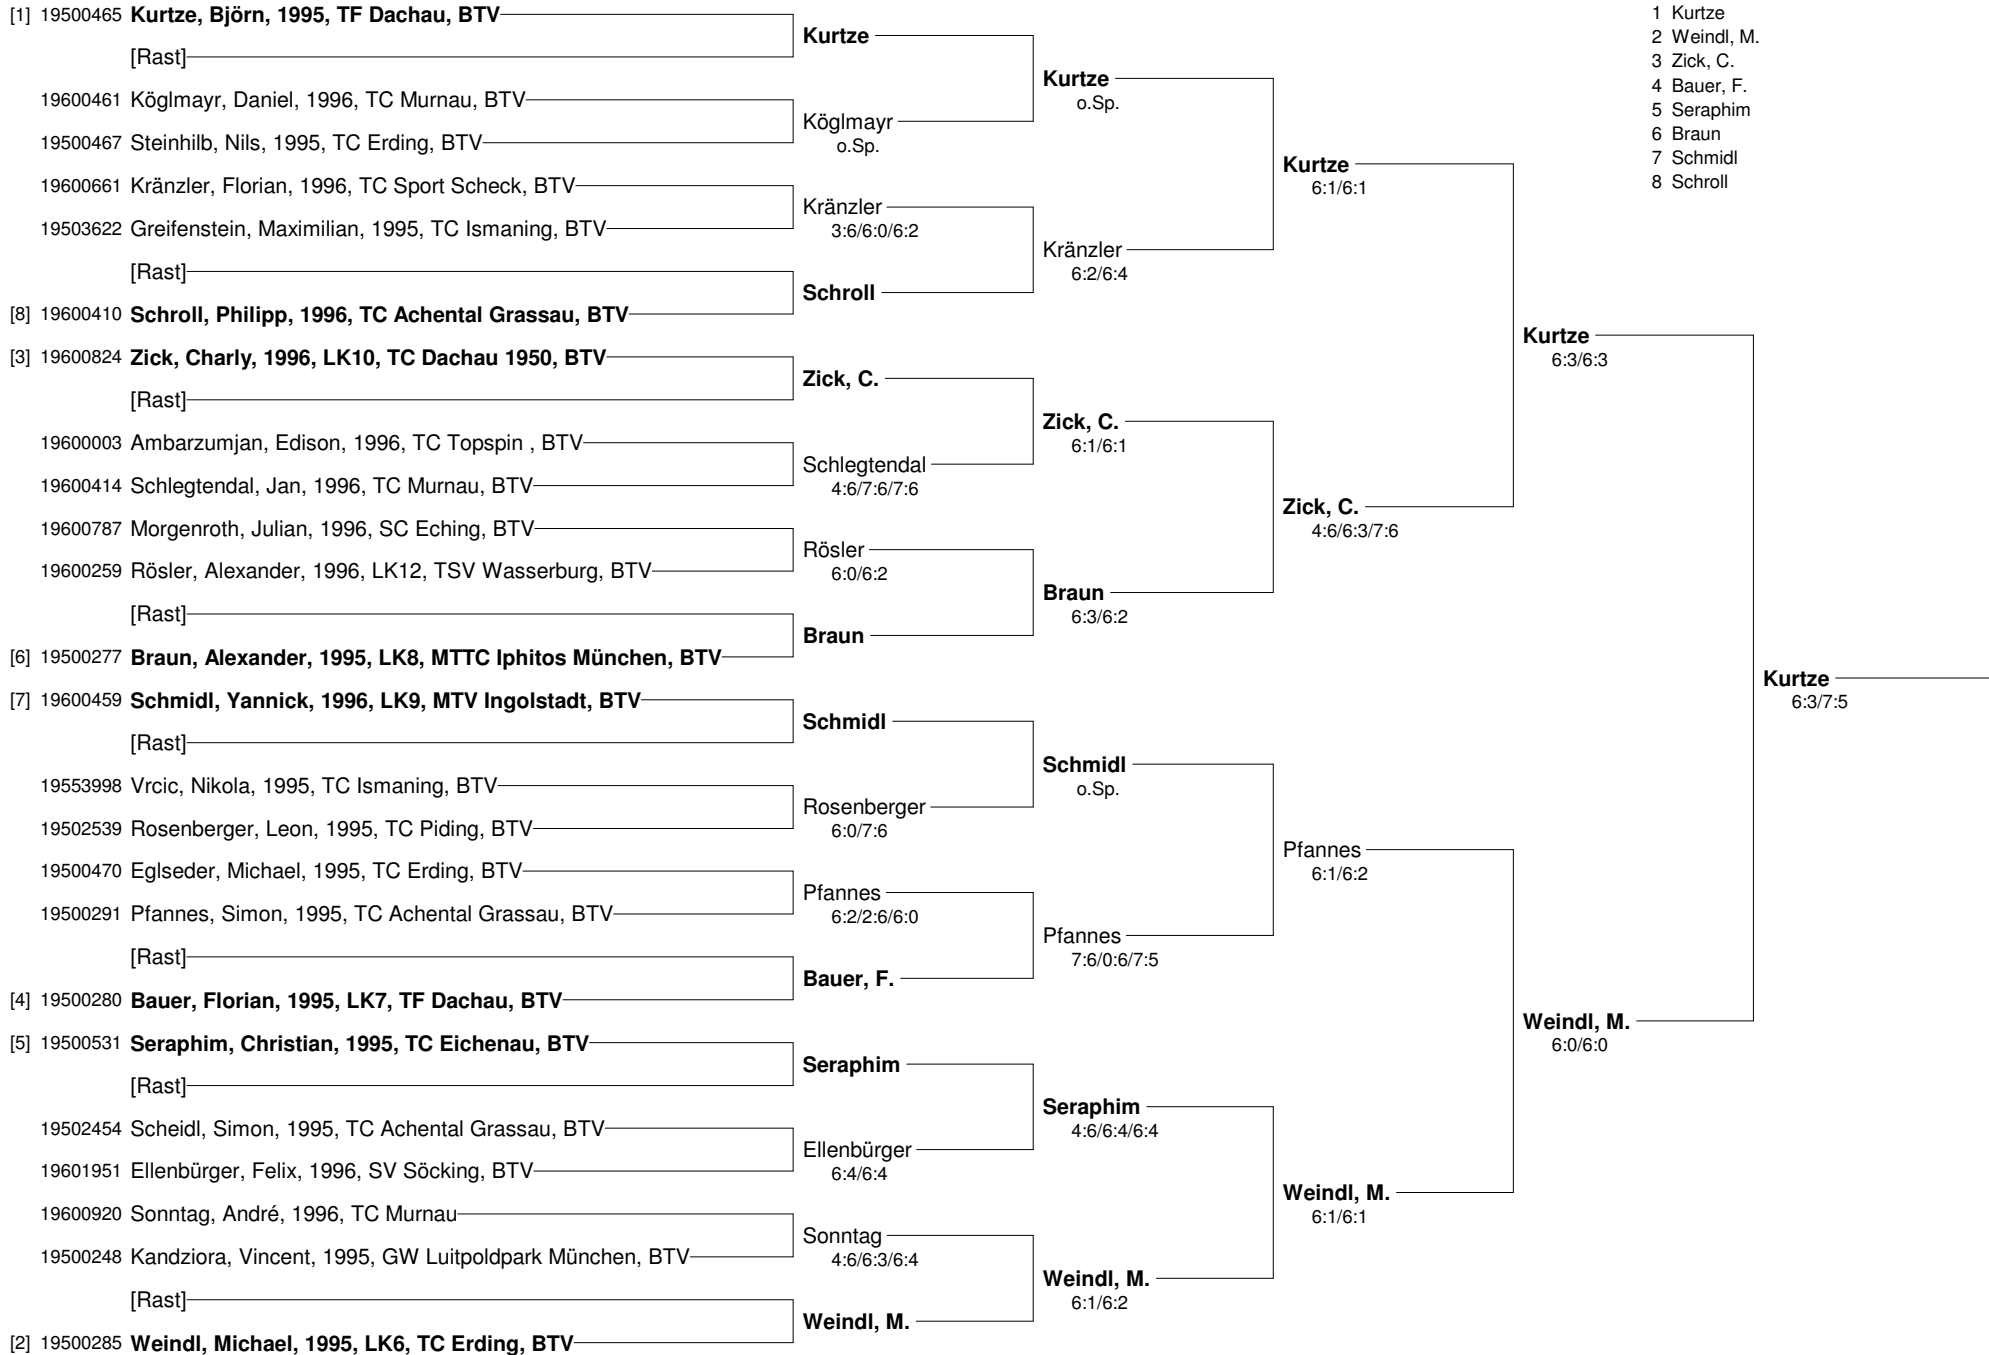 [1] 19500465 Kurtze, Björn, 1995, TF Dachau, BTV
[Rast]
19600461 Köglmayr, Daniel, 1996, TC Murnau, BTV
19500467 Steinhilb, Nils, 1995, TC Erding, BTV
19600661 Kränzler, Florian, 1996, TC Sport Scheck, BTV
19503622 Greifenstein, Maximilian, 1995, TC Ismaning, BTV
[Rast]
[8] 19600410 Schroll, Philipp, 1996, TC Achental Grassau, BTV
[3] 19600824 Zick, Charly, 1996, LK10, TC Dachau 1950, BTV
[Rast]
19600003 Ambarzumjan, Edison, 1996, TC Topspin , BTV
19600414 Schlegtendal, Jan, 1996, TC Murnau, BTV
19600787 Morgenroth, Julian, 1996, SC Eching, BTV
19600259 Rösler, Alexander, 1996, LK12, TSV Wasserburg, BTV
[Rast]
[6] 19500277 Braun, Alexander, 1995, LK8, MTTC Iphitos München, BTV
[7] 19600459 Schmidl, Yannick, 1996, LK9, MTV Ingolstadt, BTV
[Rast]
19553998 Vrcic, Nikola, 1995, TC Ismaning, BTV
19502539 Rosenberger, Leon, 1995, TC Piding, BTV
19500470 Eglseder, Michael, 1995, TC Erding, BTV
19500291 Pfannes, Simon, 1995, TC Achental Grassau, BTV
[Rast]
[4] 19500280 Bauer, Florian, 1995, LK7, TF Dachau, BTV
[5] 19500531 Seraphim, Christian, 1995, TC Eichenau, BTV
[Rast]
19502454 Scheidl, Simon, 1995, TC Achental Grassau, BTV
19601951 Ellenbürger, Felix, 1996, SV Söcking, BTV
19600920 Sonntag, André, 1996, TC Murnau
19500248 Kandziora, Vincent, 1995, GW Luitpoldpark München, BTV
[Rast]
[2] 19500285 Weindl, Michael, 1995, LK6, TC Erding, BTV
Kurtze
Köglmayr
o.Sp.
Kränzler
3:6/6:0/6:2
Schroll
Zick, C.
Schlegtendal
4:6/7:6/7:6
Rösler
6:0/6:2
Braun
Schmidl
Rosenberger
6:0/7:6
Pfannes
6:2/2:6/6:0
Bauer, F.
Seraphim
Ellenbürger
6:4/6:4
Sonntag
4:6/6:3/6:4
Weindl, M.
Kurtze
o.Sp.
Kränzler
6:2/6:4
Zick, C.
6:1/6:1
Braun
6:3/6:2
Schmidl
o.Sp.
Pfannes
7:6/0:6/7:5
Seraphim
4:6/6:4/6:4
Weindl, M.
6:1/6:2
Kurtze
6:1/6:1
Zick, C.
4:6/6:3/7:6
Pfannes
6:1/6:2
Weindl, M.
6:1/6:1
Kurtze
6:3/6:3
Weindl, M.
6:0/6:0
Kurtze
6:3/7:5
1 Kurtze
2 Weindl, M.
3 Zick, C.
4 Bauer, F.
5 Seraphim
6 Braun
7 Schmidl
8 Schroll